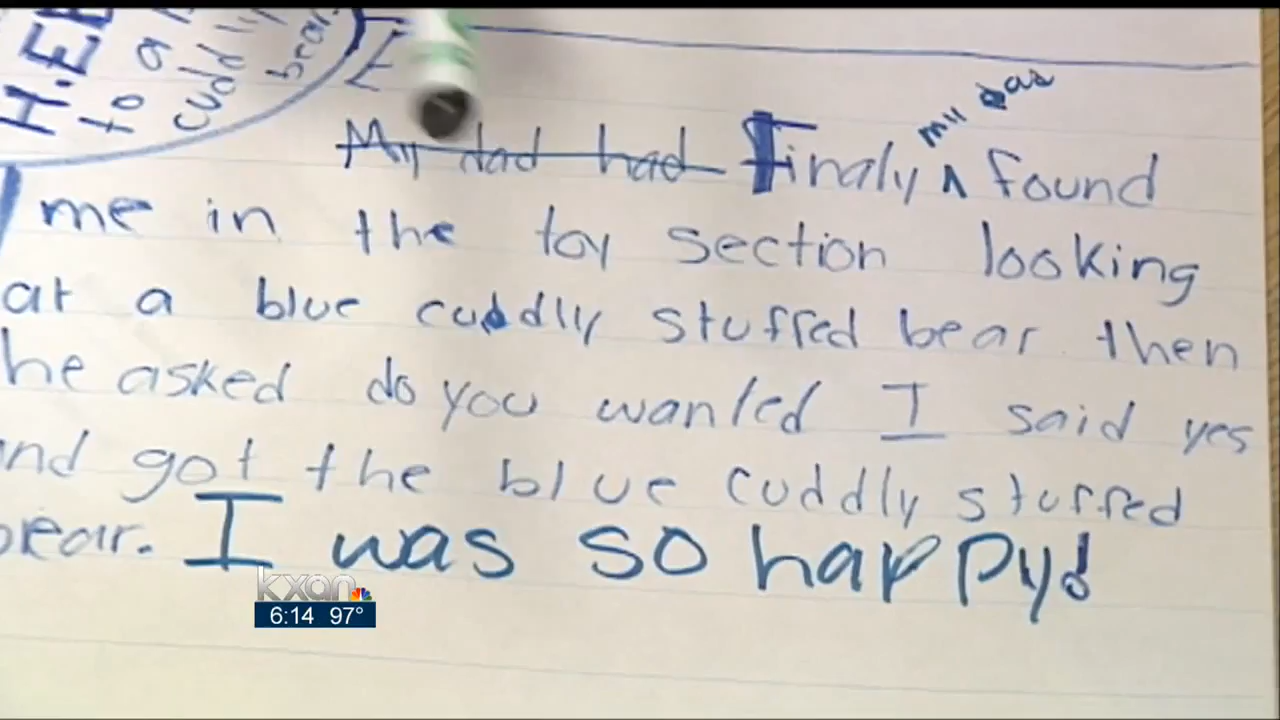 H.EB
to a
cuddly
bear.
my dad
My dad had Finaly ^ found
me in the toy section looking
at a blue cuddly stuffed bear then
he asked do you wanted I said yes
and got the blue cuddly stuffed
bear. I was so happy!
kxan
6:14 97°